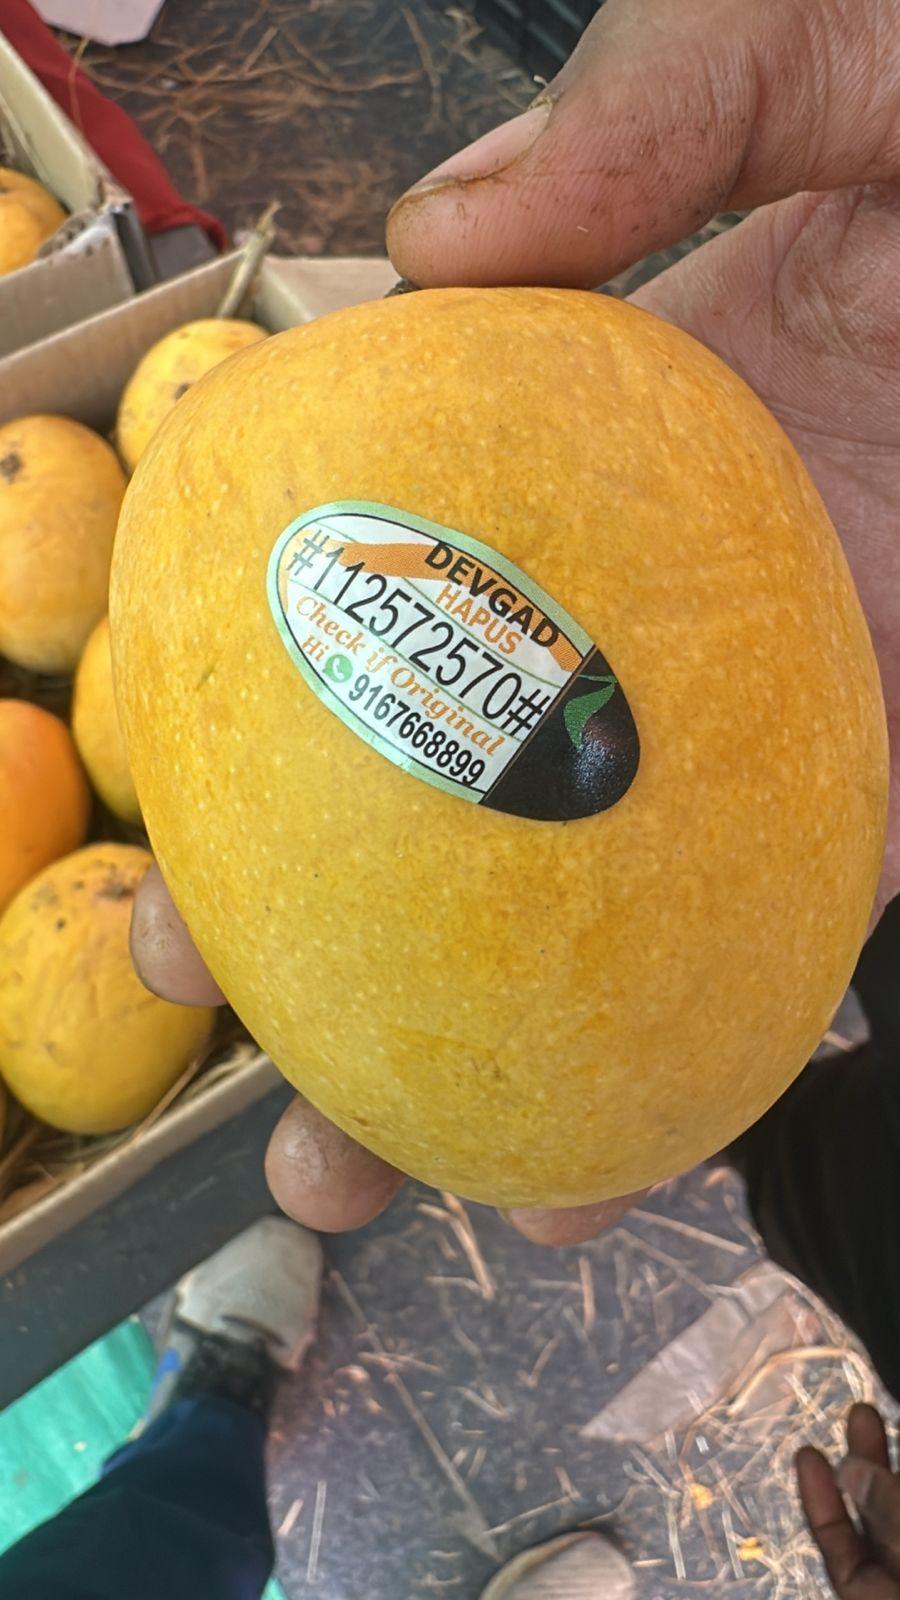 DEVGAD
HAPUS
#112572570#
Check if Original
Hi 9167668899